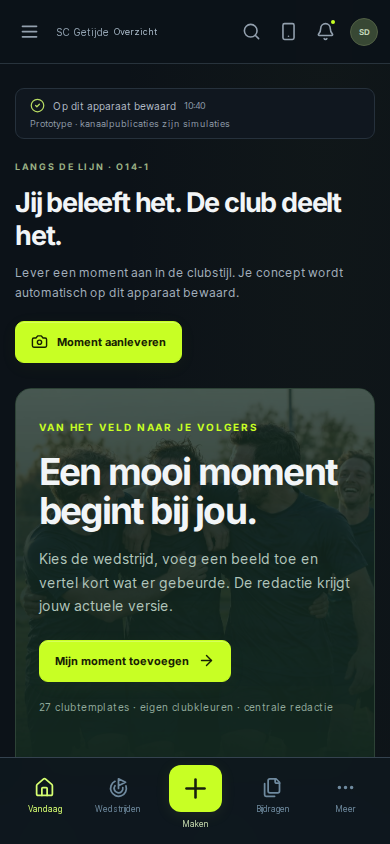 SC Getijde Overzicht
SD
Op dit apparaat bewaard 10:40
Prototype · kanaalpublicaties zijn simulaties
LANGS DE LIJN · O14-1
Jij beleeft het. De club deelt
het.
Lever een moment aan in de clubstijl. Je concept wordt
automatisch op dit apparaat bewaard.
Moment aanleveren
VAN HET VELD NAAR JE VOLGERS
Een mooi moment
begint bij jou.
Kies de wedstrijd, voeg een beeld toe en
vertel kort wat er gebeurde. De redactie krijgt
jouw actuele versie.
Mijn moment toevoegen
27 clubtemplates · eigen clubkleuren · centrale redactie
Vandaag
Wedstrijden
Maken
Bijdragen
Meer